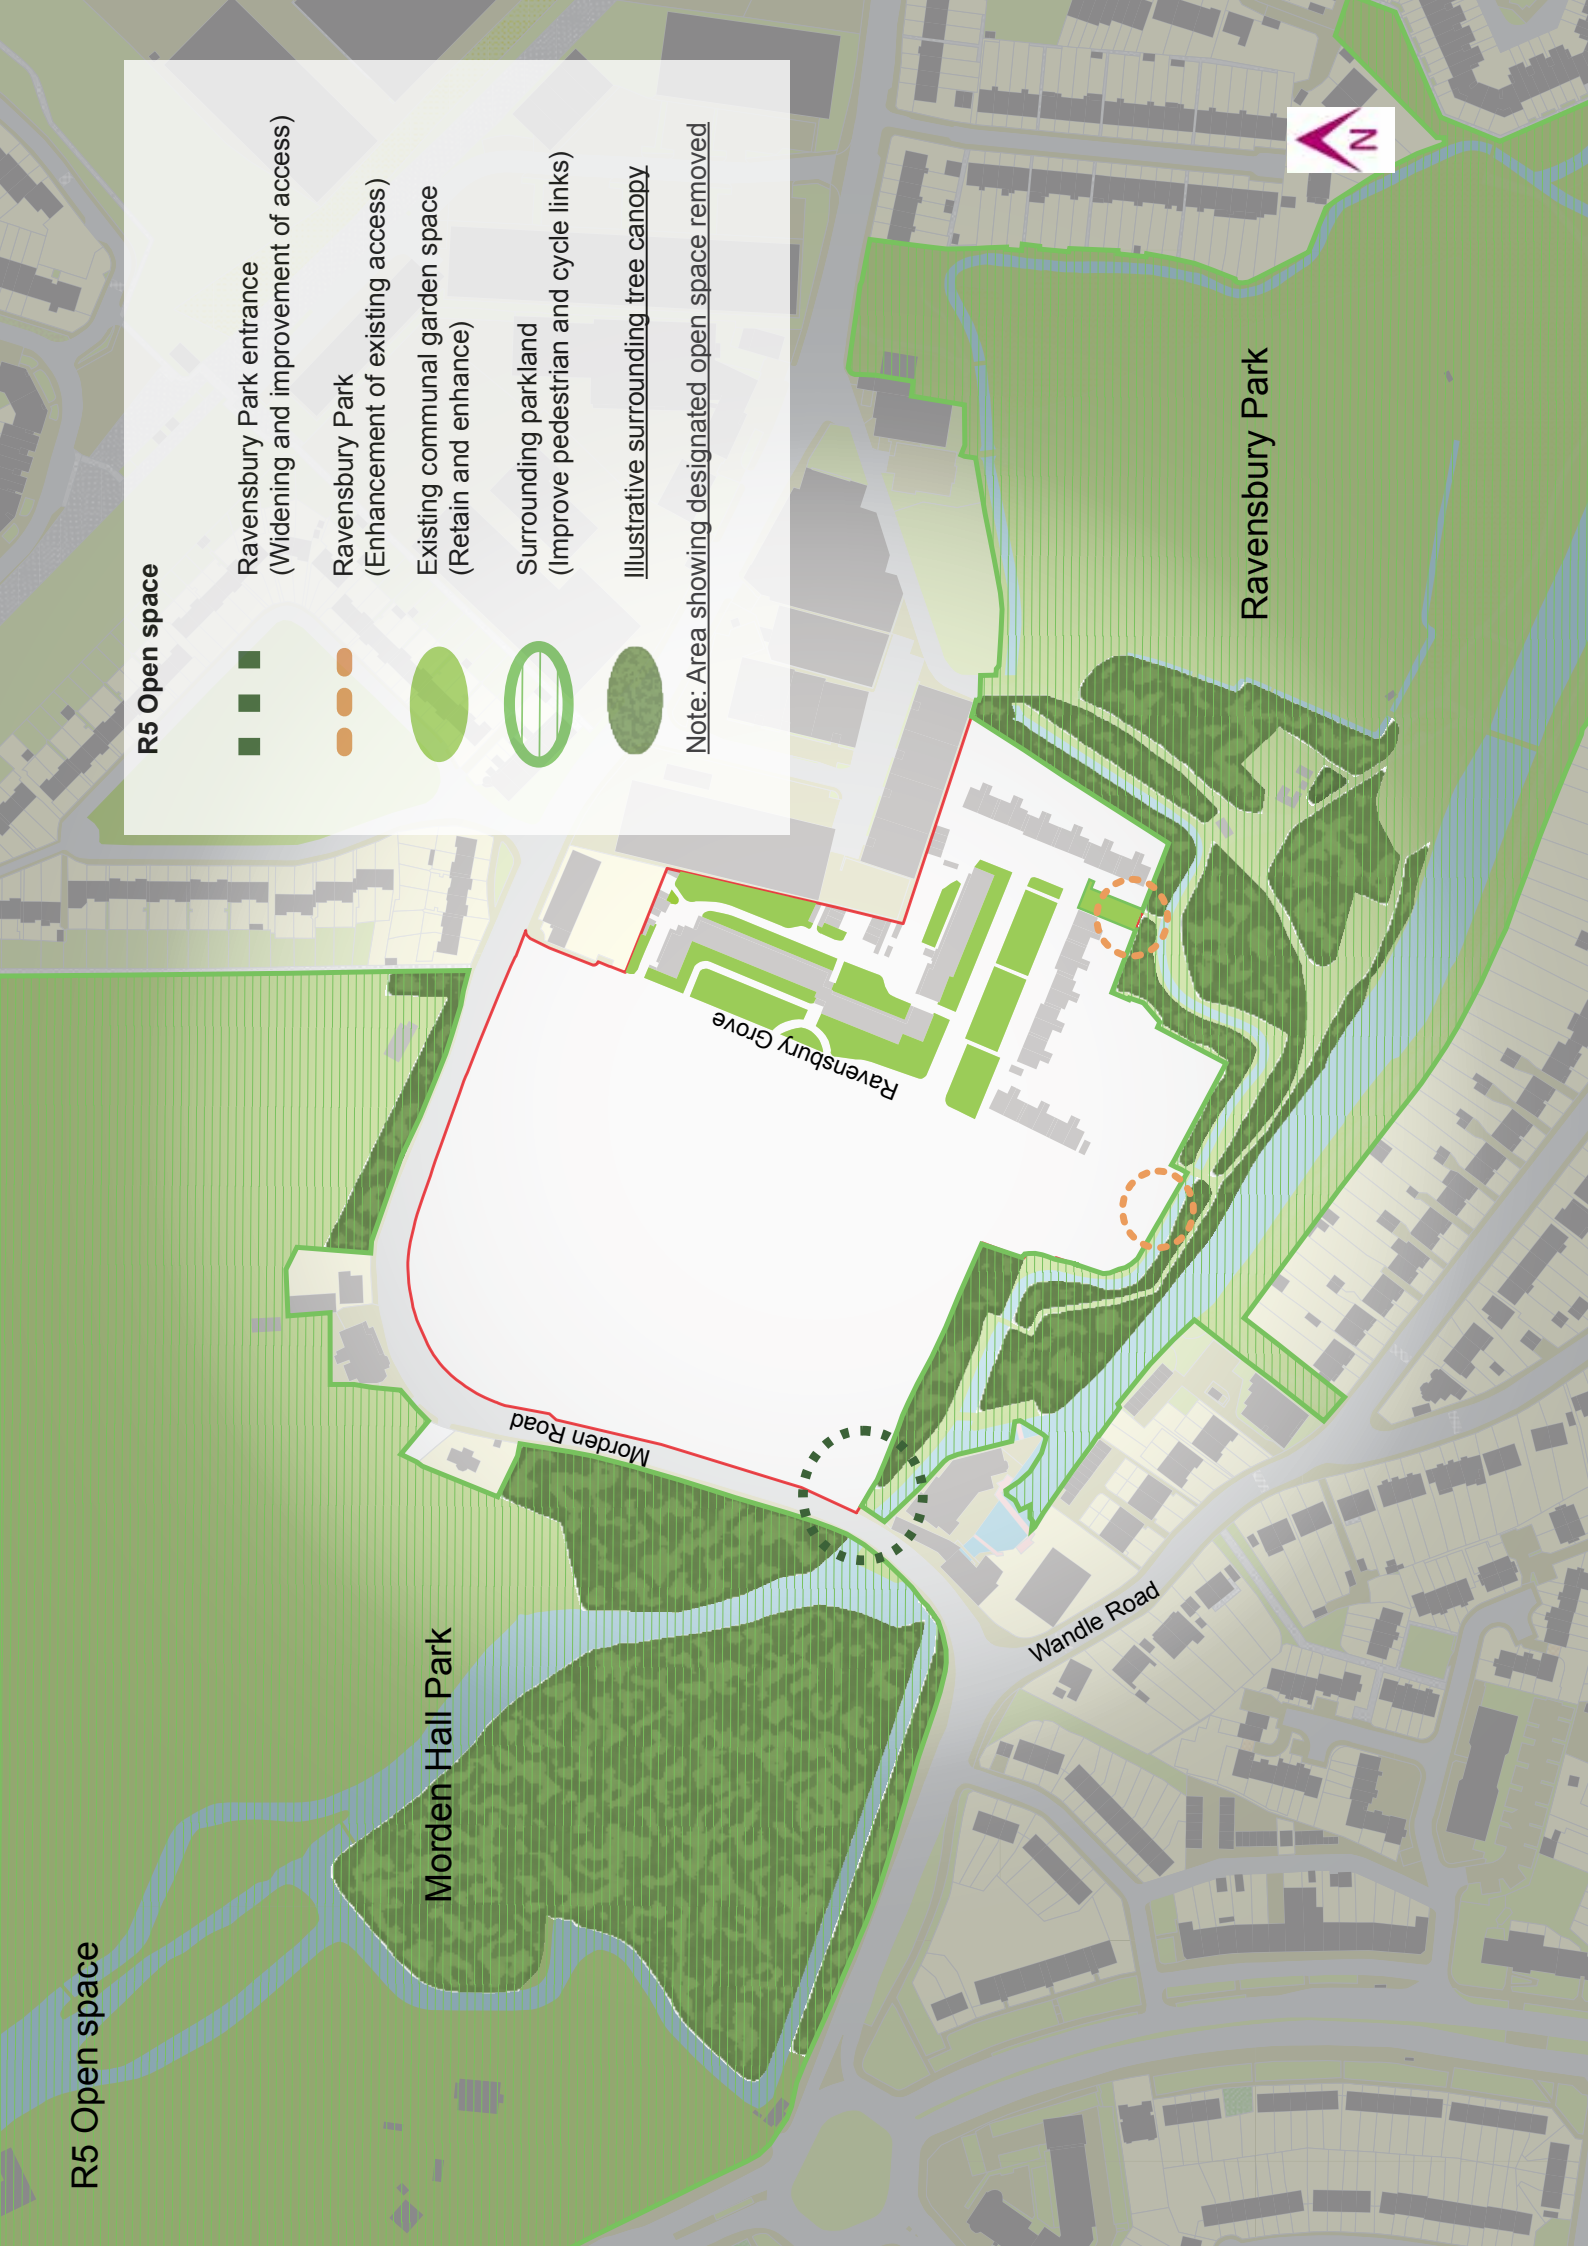 R5 Open space
R5 Open space
Ravensbury Park entrance
(Widening and improvement of access)
Ravensbury Park
(Enhancement of existing access)
Existing communal garden space
(Retain and enhance)
Surrounding parkland
(Improve pedestrian and cycle links)
Illustrative surrounding tree canopy
Note: Area showing designated open space removed
Morden Hall Park
Morden Road
Ravensbury Grove
Wandle Road
Ravensbury Park
N